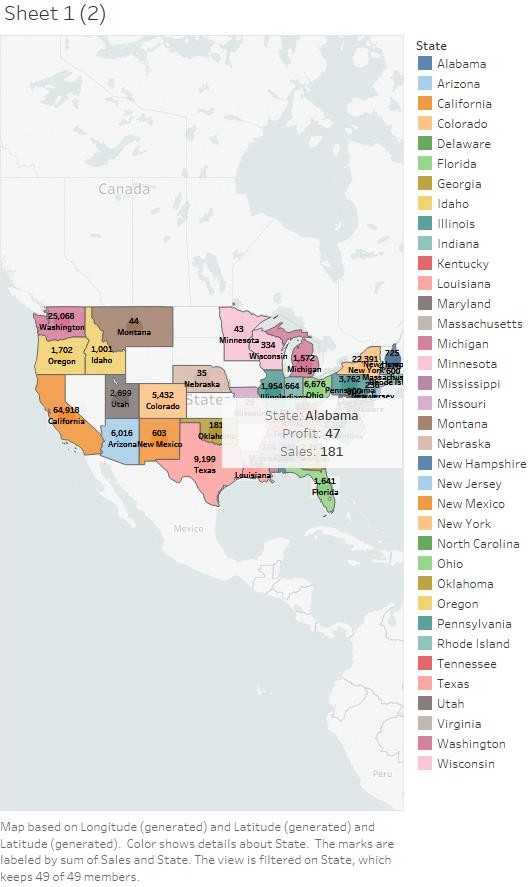 Sheet 1 (2)
State
Alabama
Arizona
California
Colorado
Delaware
Florida
Georgia
Idaho
Illinois
Indiana
Kentucky
Louisiana
Maryland
Massachusetts
Michigan
Minnesota
Mississippi
Missouri
Montana
Nebraska
New Hampshire
New Jersey
New Mexico
New York
North Carolina
Ohio
Oklahoma
Oregon
Pennsylvania
Rhode Island
Tennessee
Texas
Utah
Virginia
Washington
Wisconsin
Canada
25,068
Washington
44
Montana
43
Minnesota
1,702
Oregon
1,001
Idaho
334
Wisconsin
1,572
Michigan
22,391
New York
725
600
35
Nebraska
1,954
664
6,676
Ohio
3,762
2,699
Utah
5,432
Colorado
State
64,918
California
6,016
Arizona
603
New Mexico
181
State: Alabama
Profit: 47
Sales: 181
9,199
Texas
Louisiana
1,641
Florida
Mexico
Peru
Map based on Longitude (generated) and Latitude (generated) and
Latitude (generated). Color shows details about State. The marks are
labeled by sum of Sales and State. The view is filtered on State, which
keeps 49 of 49 members.